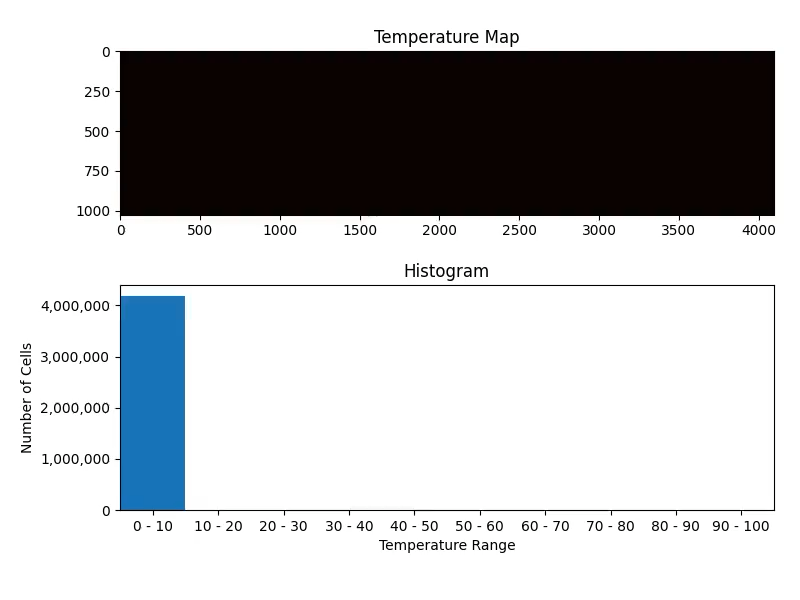 Temperature Map
0
250
500
750
1000
0 500 1000 1500 2000 2500 3000 3500 4000
Histogram
4,000,000
3,000,000
2,000,000
1,000,000
0
Number of Cells
0 - 10 10 - 20 20 - 30 30 - 40 40 - 50 50 - 60 60 - 70 70 - 80 80 - 90 90 - 100
Temperature Range